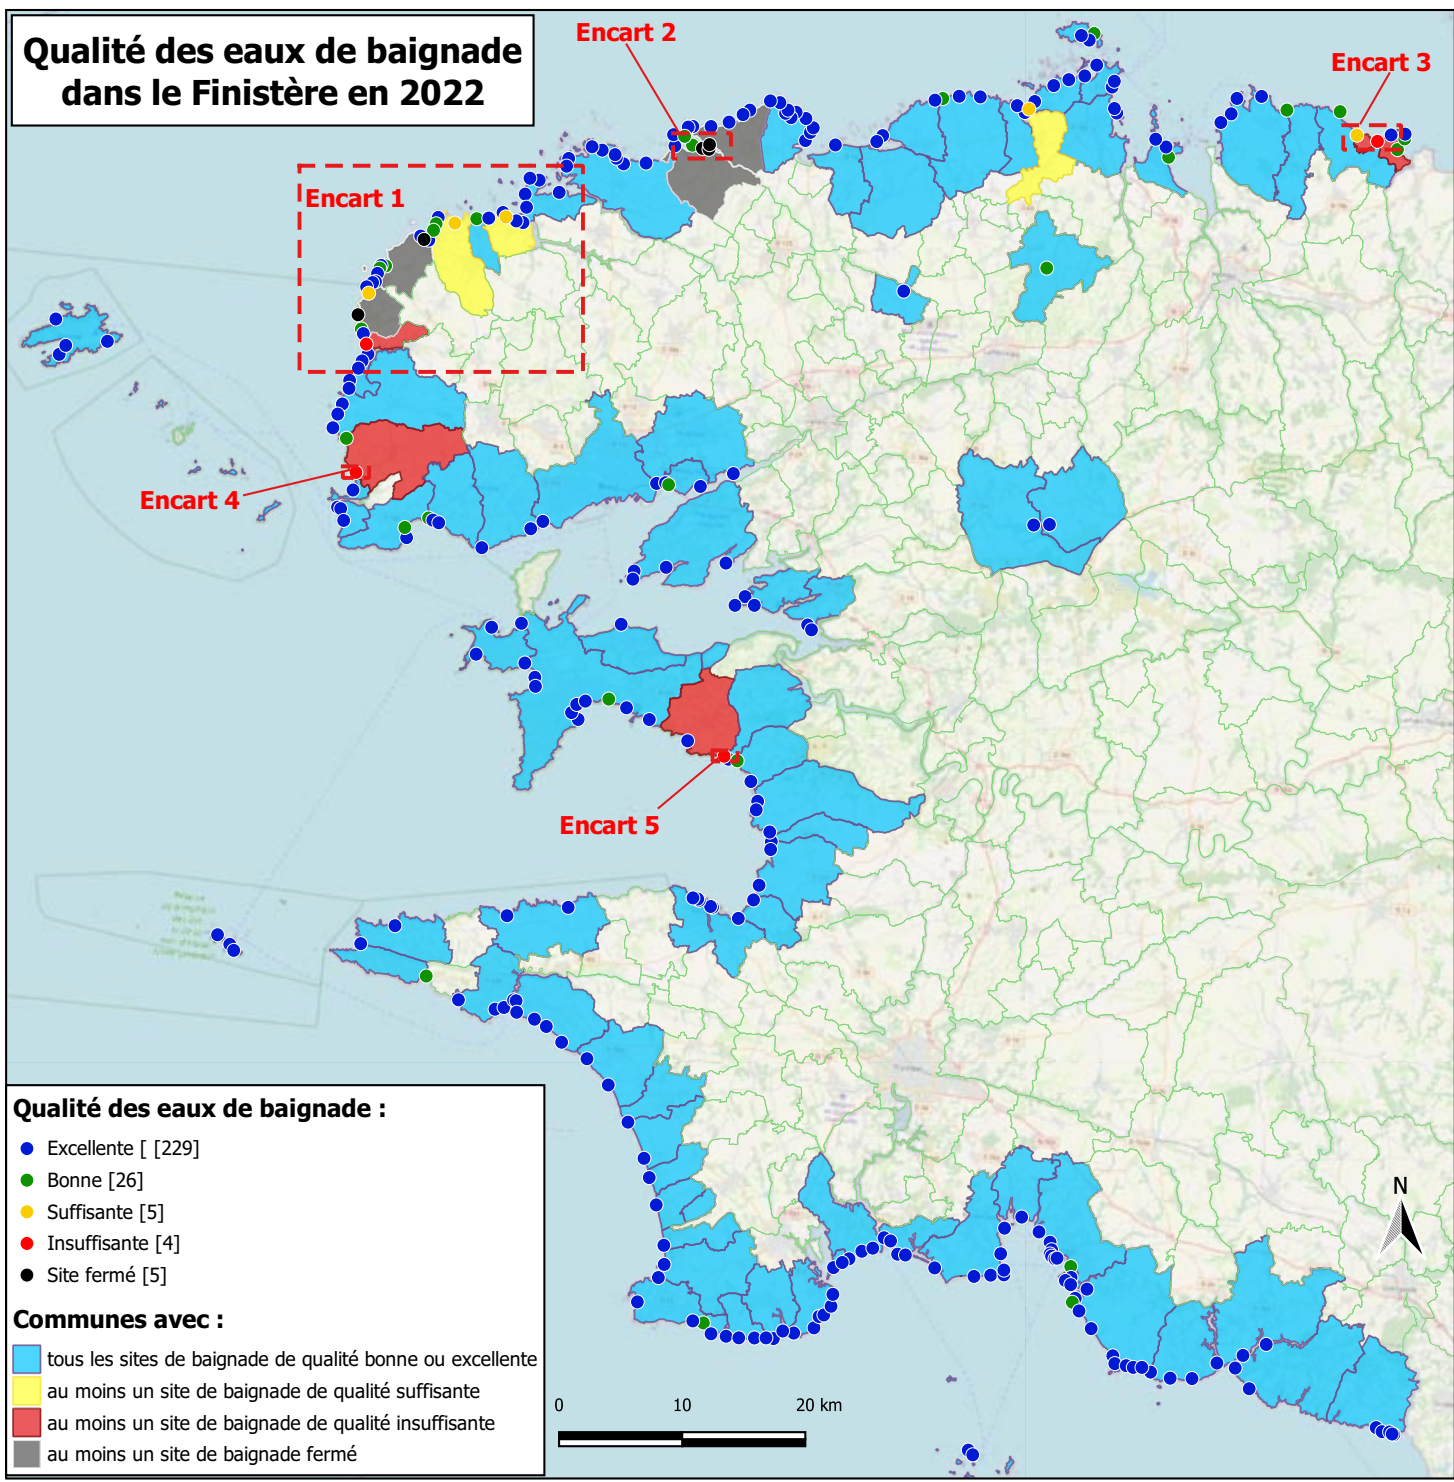 Qualité des eaux de baignade
dans le Finistère en 2022
Encart 2
Encart 3
Encart 1
Encart 4
Encart 5
Qualité des eaux de baignade :
Excellente [ [229]
Bonne [26]
Suffisante [5]
Insuffisante [4]
Site fermé [5]
Communes avec :
tous les sites de baignade de qualité bonne ou excellente
au moins un site de baignade de qualité suffisante
au moins un site de baignade de qualité insuffisante
au moins un site de baignade fermé
0 10 20 km
N